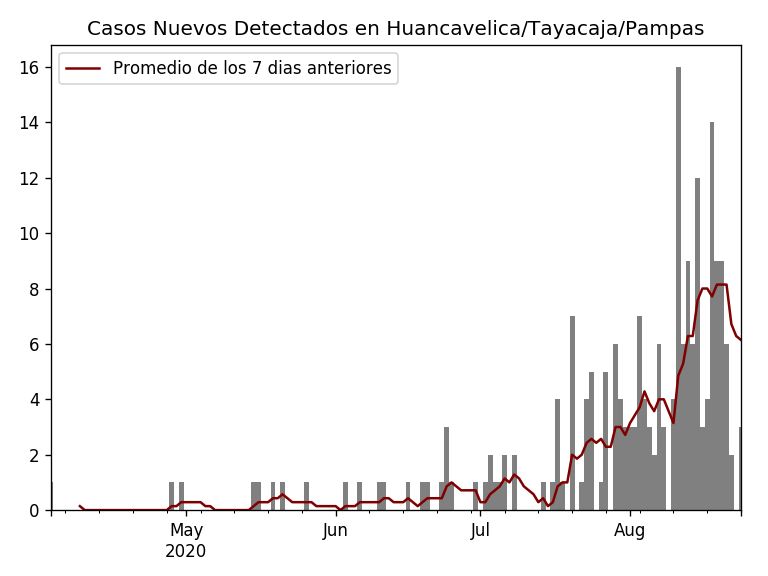 Casos Nuevos Detectados en Huancavelica/Tayacaja/Pampas
Promedio de los 7 dias anteriores
16
14
12
10
8
6
4
2
0
May
2020
Jun
Jul
Aug